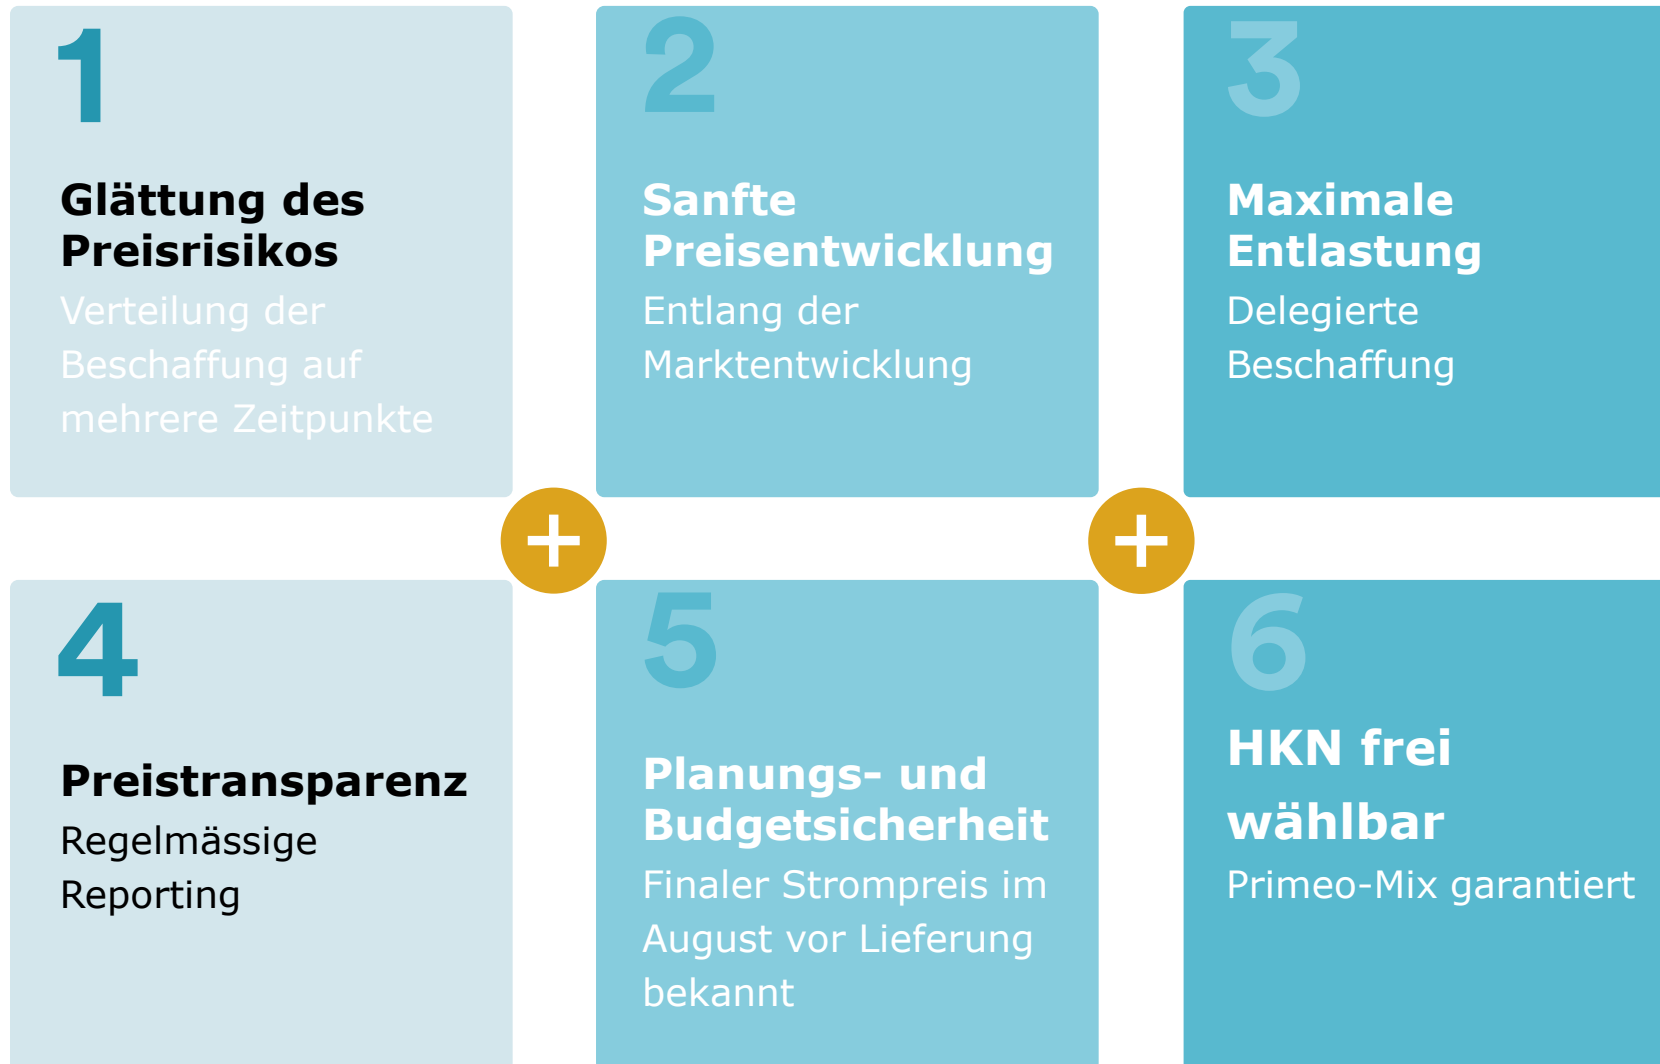 1
Glättung des
Preisrisikos
Verteilung der
Beschaffung auf
mehrere Zeitpunkte
2
Sanfte
Preisentwicklung
Entlang der
Marktentwicklung
3
Maximale
Entlastung
Delegierte
Beschaffung
+
+
4
Preistransparenz
Regelmässige
Reporting
5
Planungs- und
Budgetsicherheit
Finaler Strompreis im
August vor Lieferung
bekannt
6
HKN frei
wählbar
Primeo-Mix garantiert